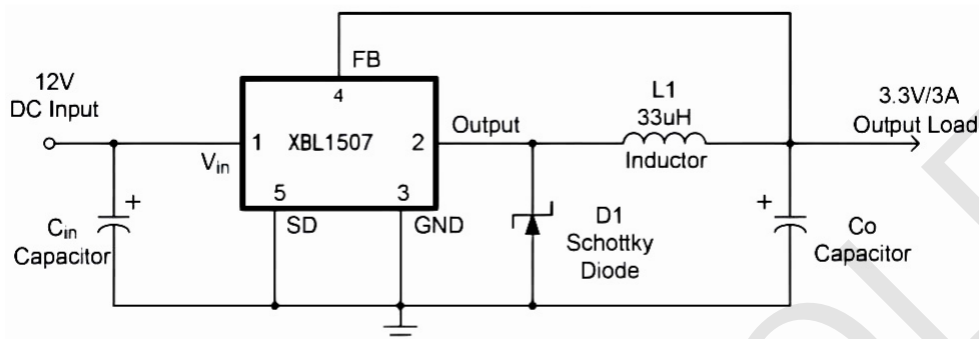 FB
12V
DC Input
4
L1
33uH
3.3V/3A
Output Load
1
XBL1507
2
Output
Inductor
Vin
5
3
SD
GND
+
Cin
Capacitor
D1
Schottky
Diode
+
Co
Capacitor